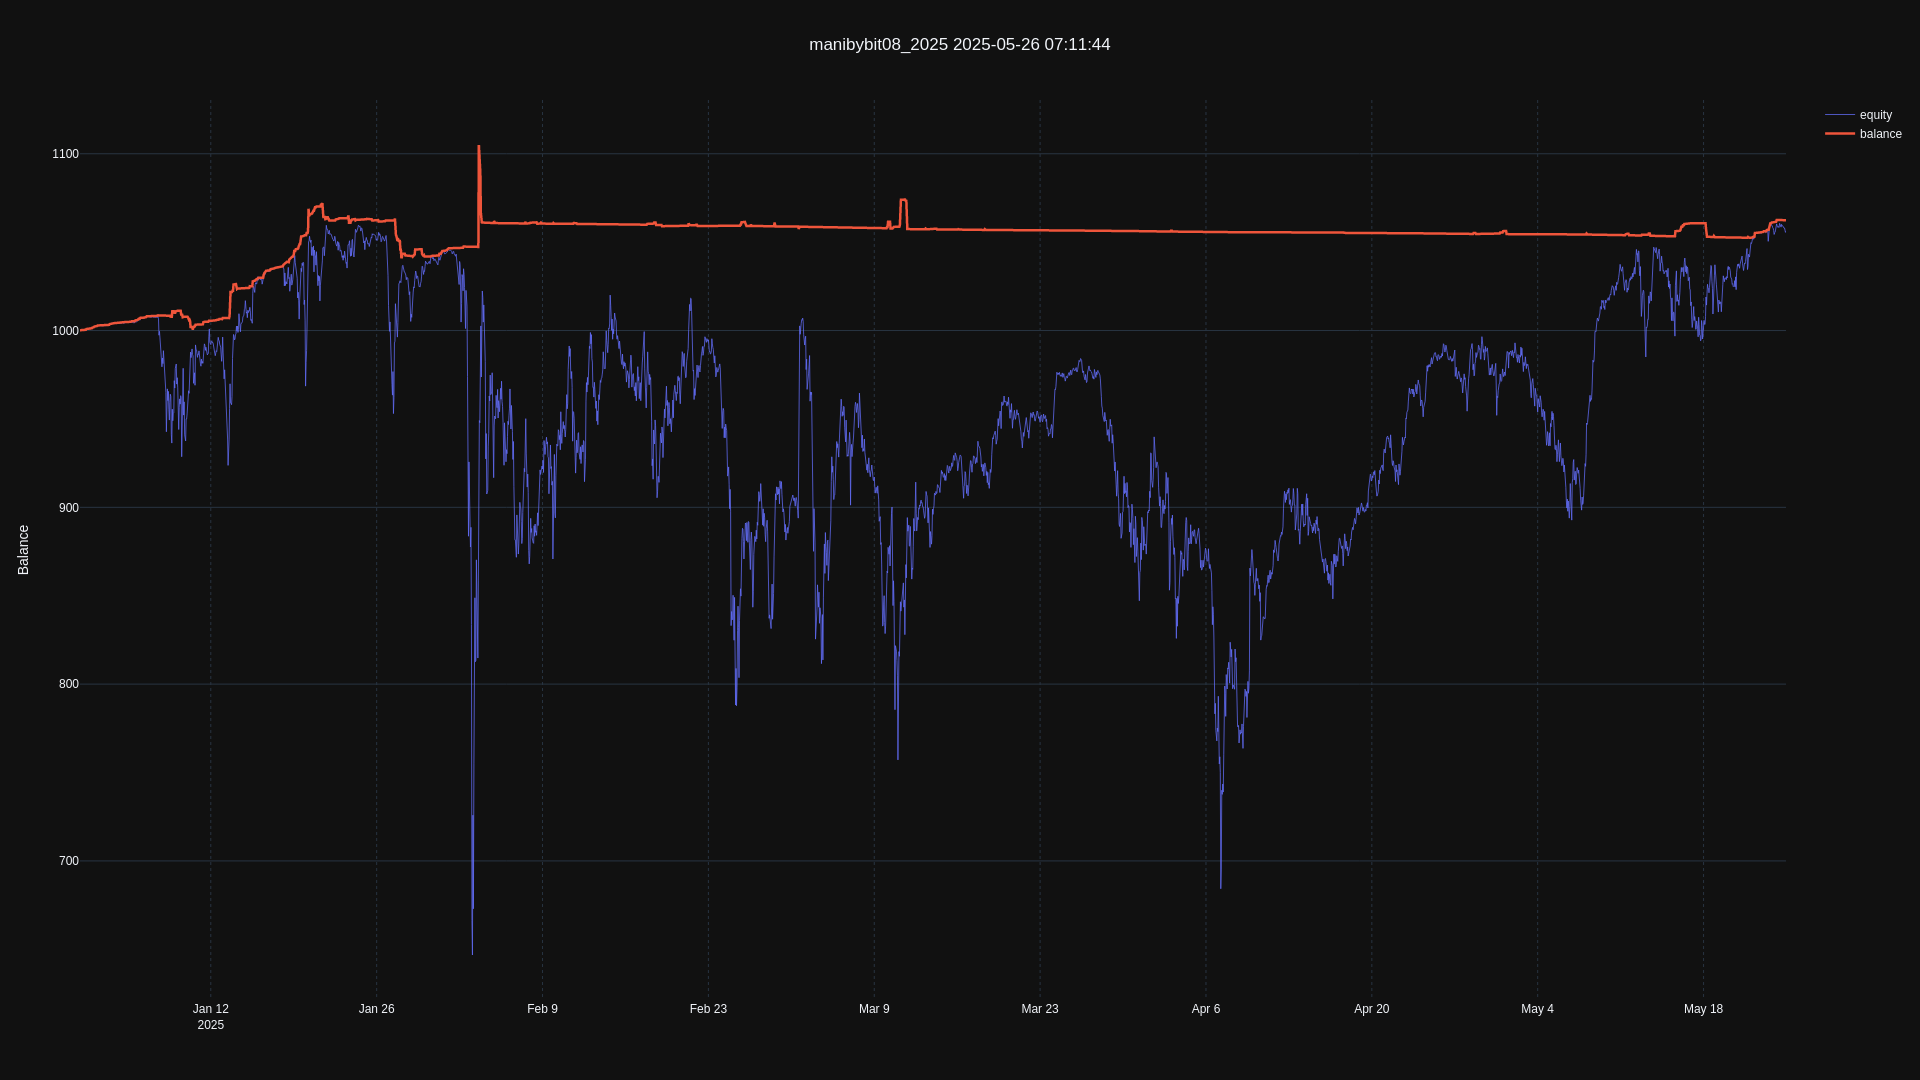 manibybit08_2025 2025-05-26 07:11:44
equity
balance
Balance
1100
1000
900
800
700
Jan 12
2025
Jan 26
Feb 9
Feb 23
Mar 9
Mar 23
Apr 6
Apr 20
May 4
May 18